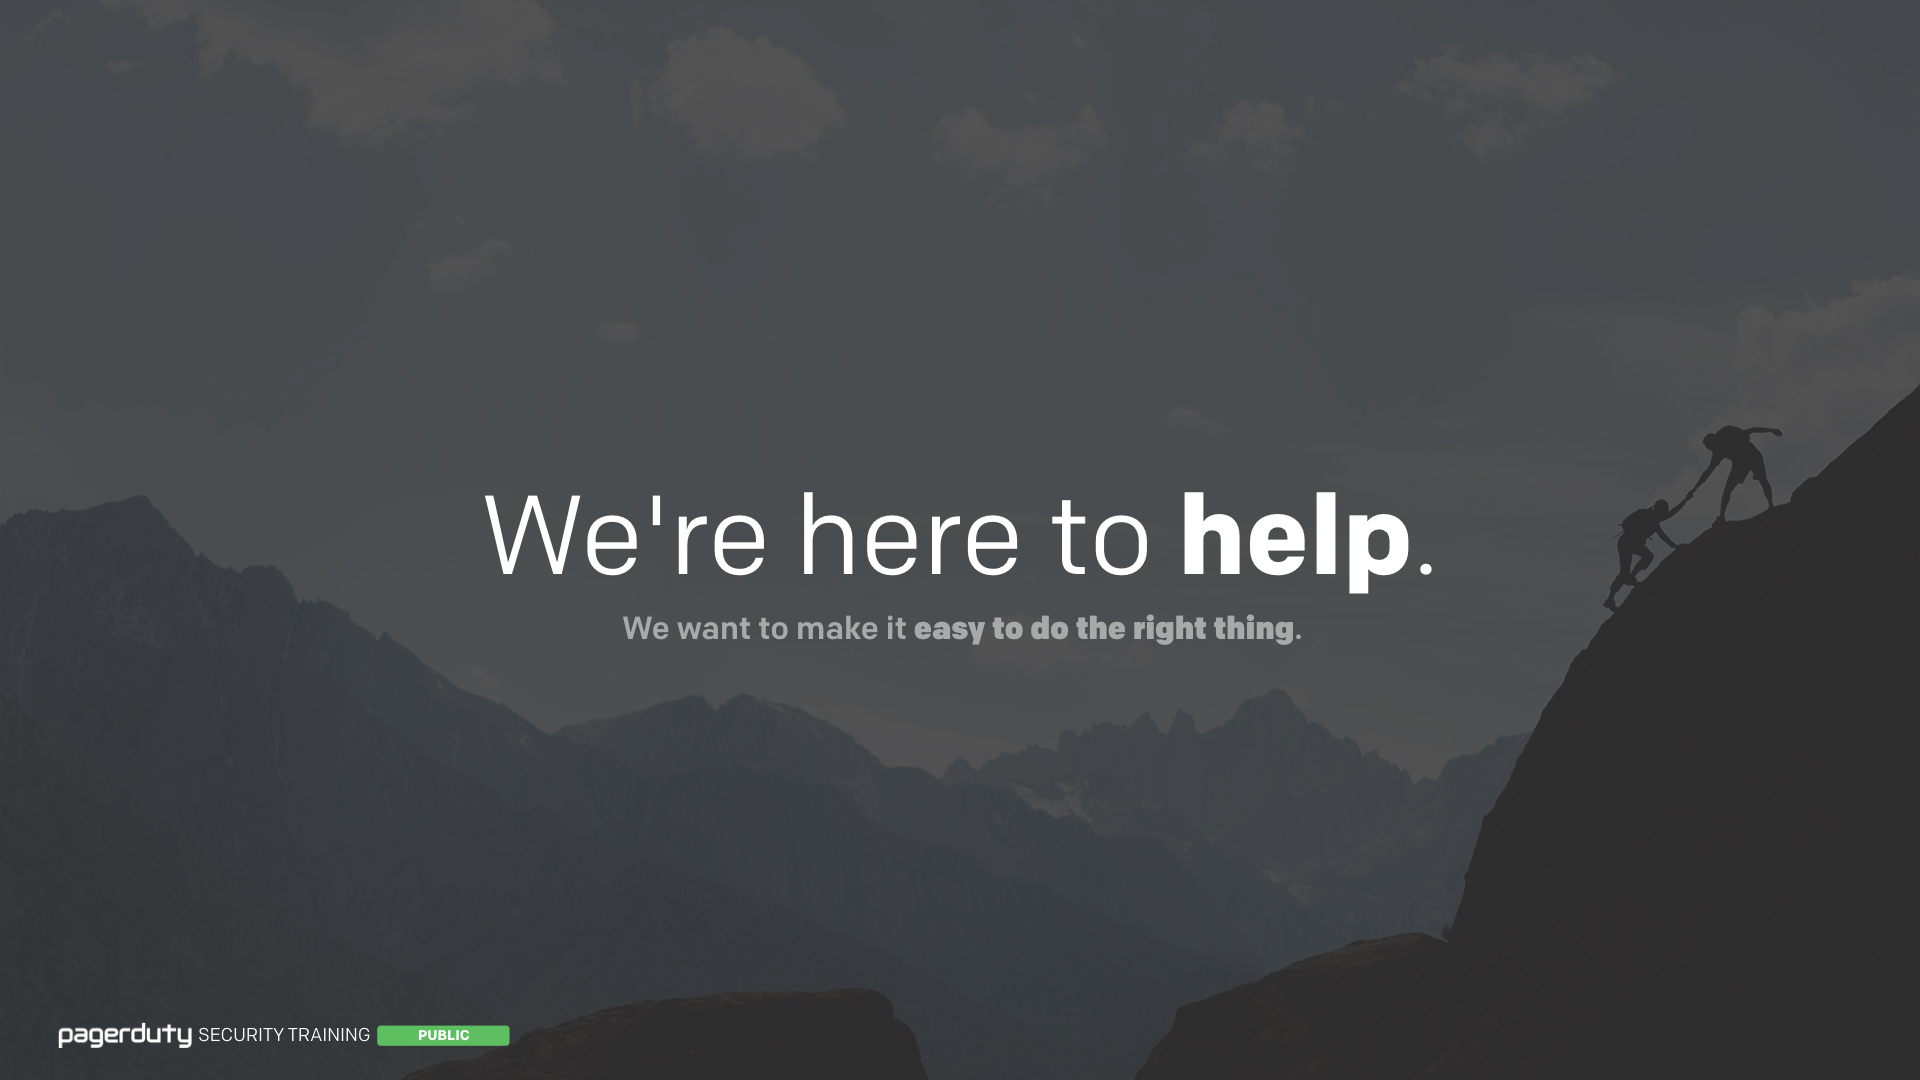 We're here to help.
We want to make it easy to do the right thing.
pagerduty SECURITY TRAINING PUBLIC